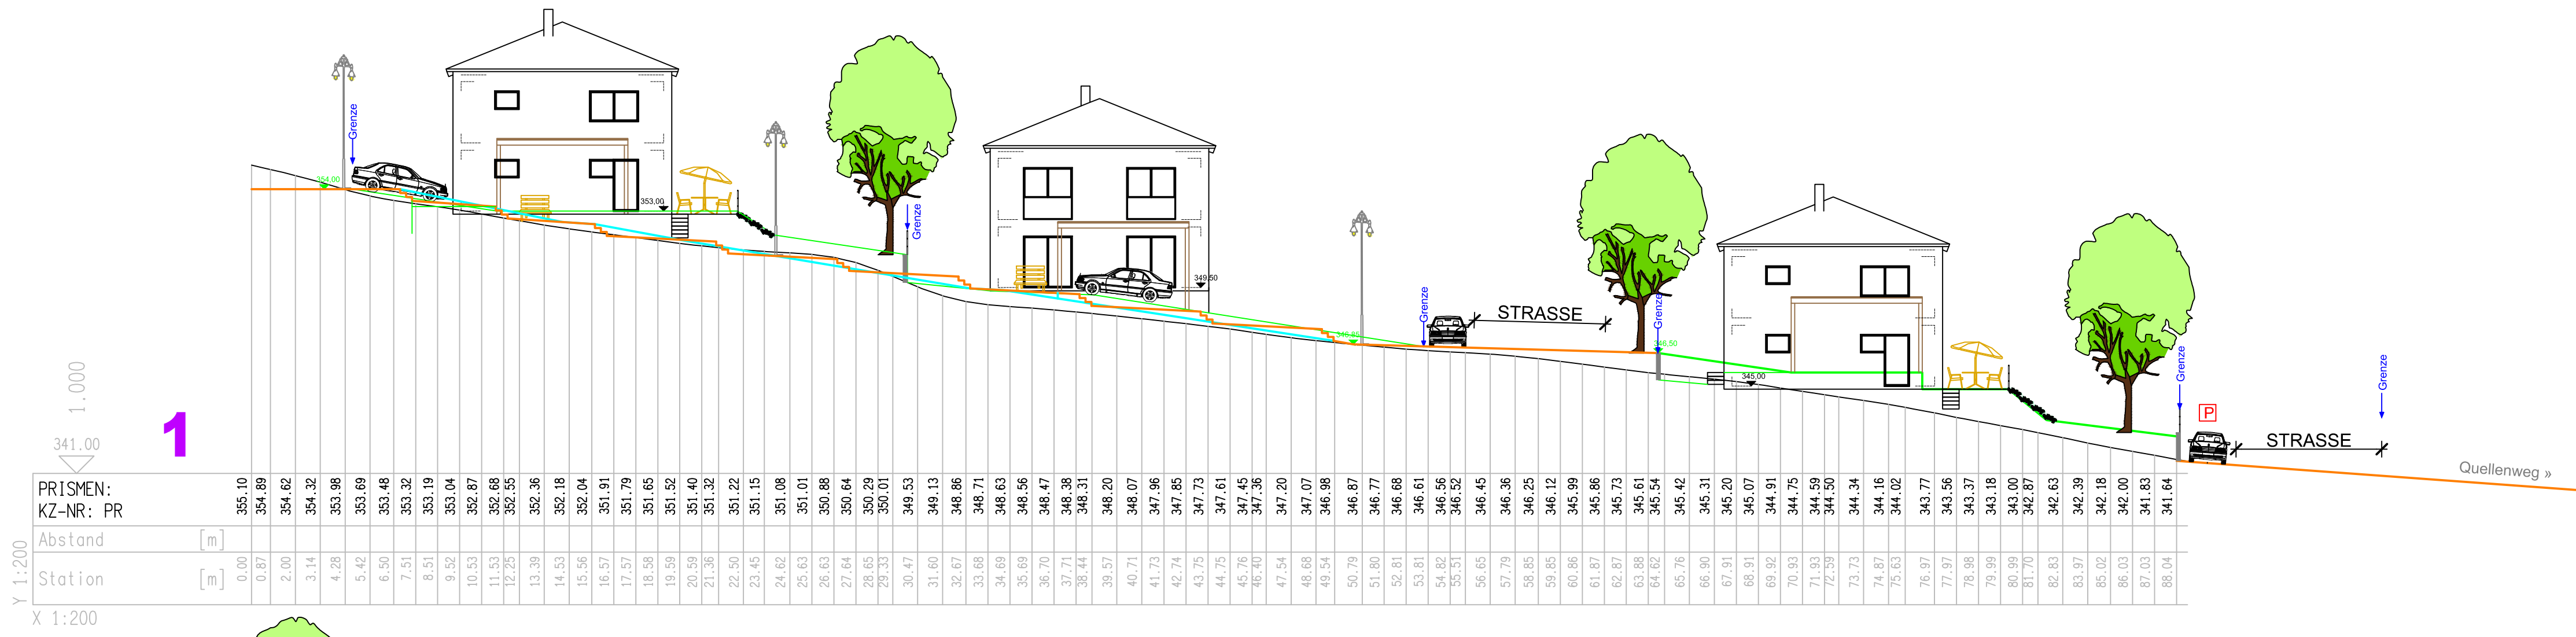 Grenze
354,00
353,00
Grenze
349,50
346,85
Grenze
STRASSE
Grenze
346,50
345,00
Grenze
Grenze
P
STRASSE
Quellenweg »
1.000
1
341.00
PRISMEN:
KZ-NR: PR
355.10 354.89 354.62 354.32 353.98 353.69 353.48 353.32 353.19 353.04 352.87 352.68 352.55 352.36 352.18 352.04 351.91 351.79 351.65 351.52 351.40 351.32 351.22 351.15 351.08 351.01 350.88 350.64 350.29 350.01 349.53 349.13 348.86 348.71 348.63 348.56 348.47 348.38 348.31 348.20 348.07 347.96 347.85 347.73 347.61 347.45 347.36 347.20 347.07 346.98 346.87 346.77 346.68 346.61 346.56 346.52 346.45 346.36 346.25 346.12 345.99 345.86 345.73 345.61 345.54 345.42 345.31 345.20 345.07 344.91 344.75 344.59 344.50 344.34 344.16 344.02 343.77 343.56 343.37 343.18 343.00 342.87 342.63 342.39 342.18 342.00 341.83 341.64
Abstand [m]
Station [m]
0.00 0.87 2.00 3.14 4.28 5.42 6.50 7.51 8.51 9.52 10.53 11.53 12.25 13.39 14.53 15.56 16.57 17.57 18.58 19.59 20.59 21.36 22.50 23.45 24.62 25.63 26.63 27.64 28.65 29.33 30.47 31.60 32.67 33.68 34.69 35.69 36.70 37.71 38.44 39.57 40.71 41.73 42.74 43.75 44.75 45.76 46.40 47.54 48.68 49.54 50.79 51.80 52.81 53.81 54.82 55.51 56.65 57.79 58.85 59.85 60.86 61.87 62.87 63.88 64.62 65.76 66.90 67.91 68.91 69.92 70.93 71.93 72.59 73.73 74.87 75.63 76.97 77.97 78.98 79.99 80.99 81.70 82.83 83.97 85.02 86.03 87.03 88.04
Y 1:200
X 1:200